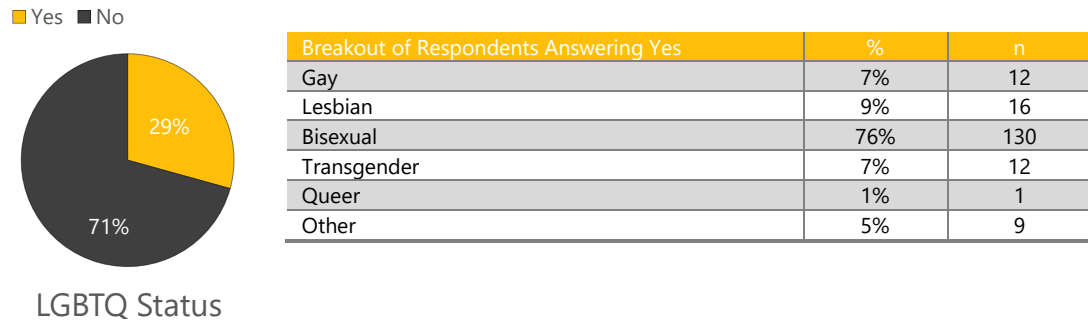 Yes No
Breakout of Respondents Answering Yes % n
Gay 7% 12
Lesbian 9% 16
Bisexual 76% 130
Transgender 7% 12
Queer 1% 1
Other 5% 9
29%
71%
LGBTQ Status